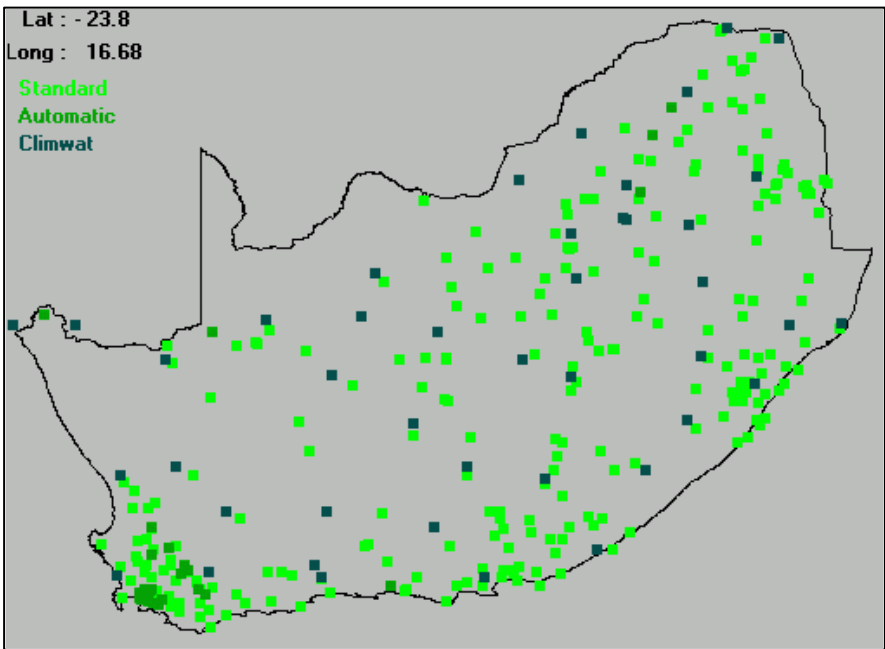 Lat : - 23.8
Long : 16.68
Standard
Automatic
Climwat